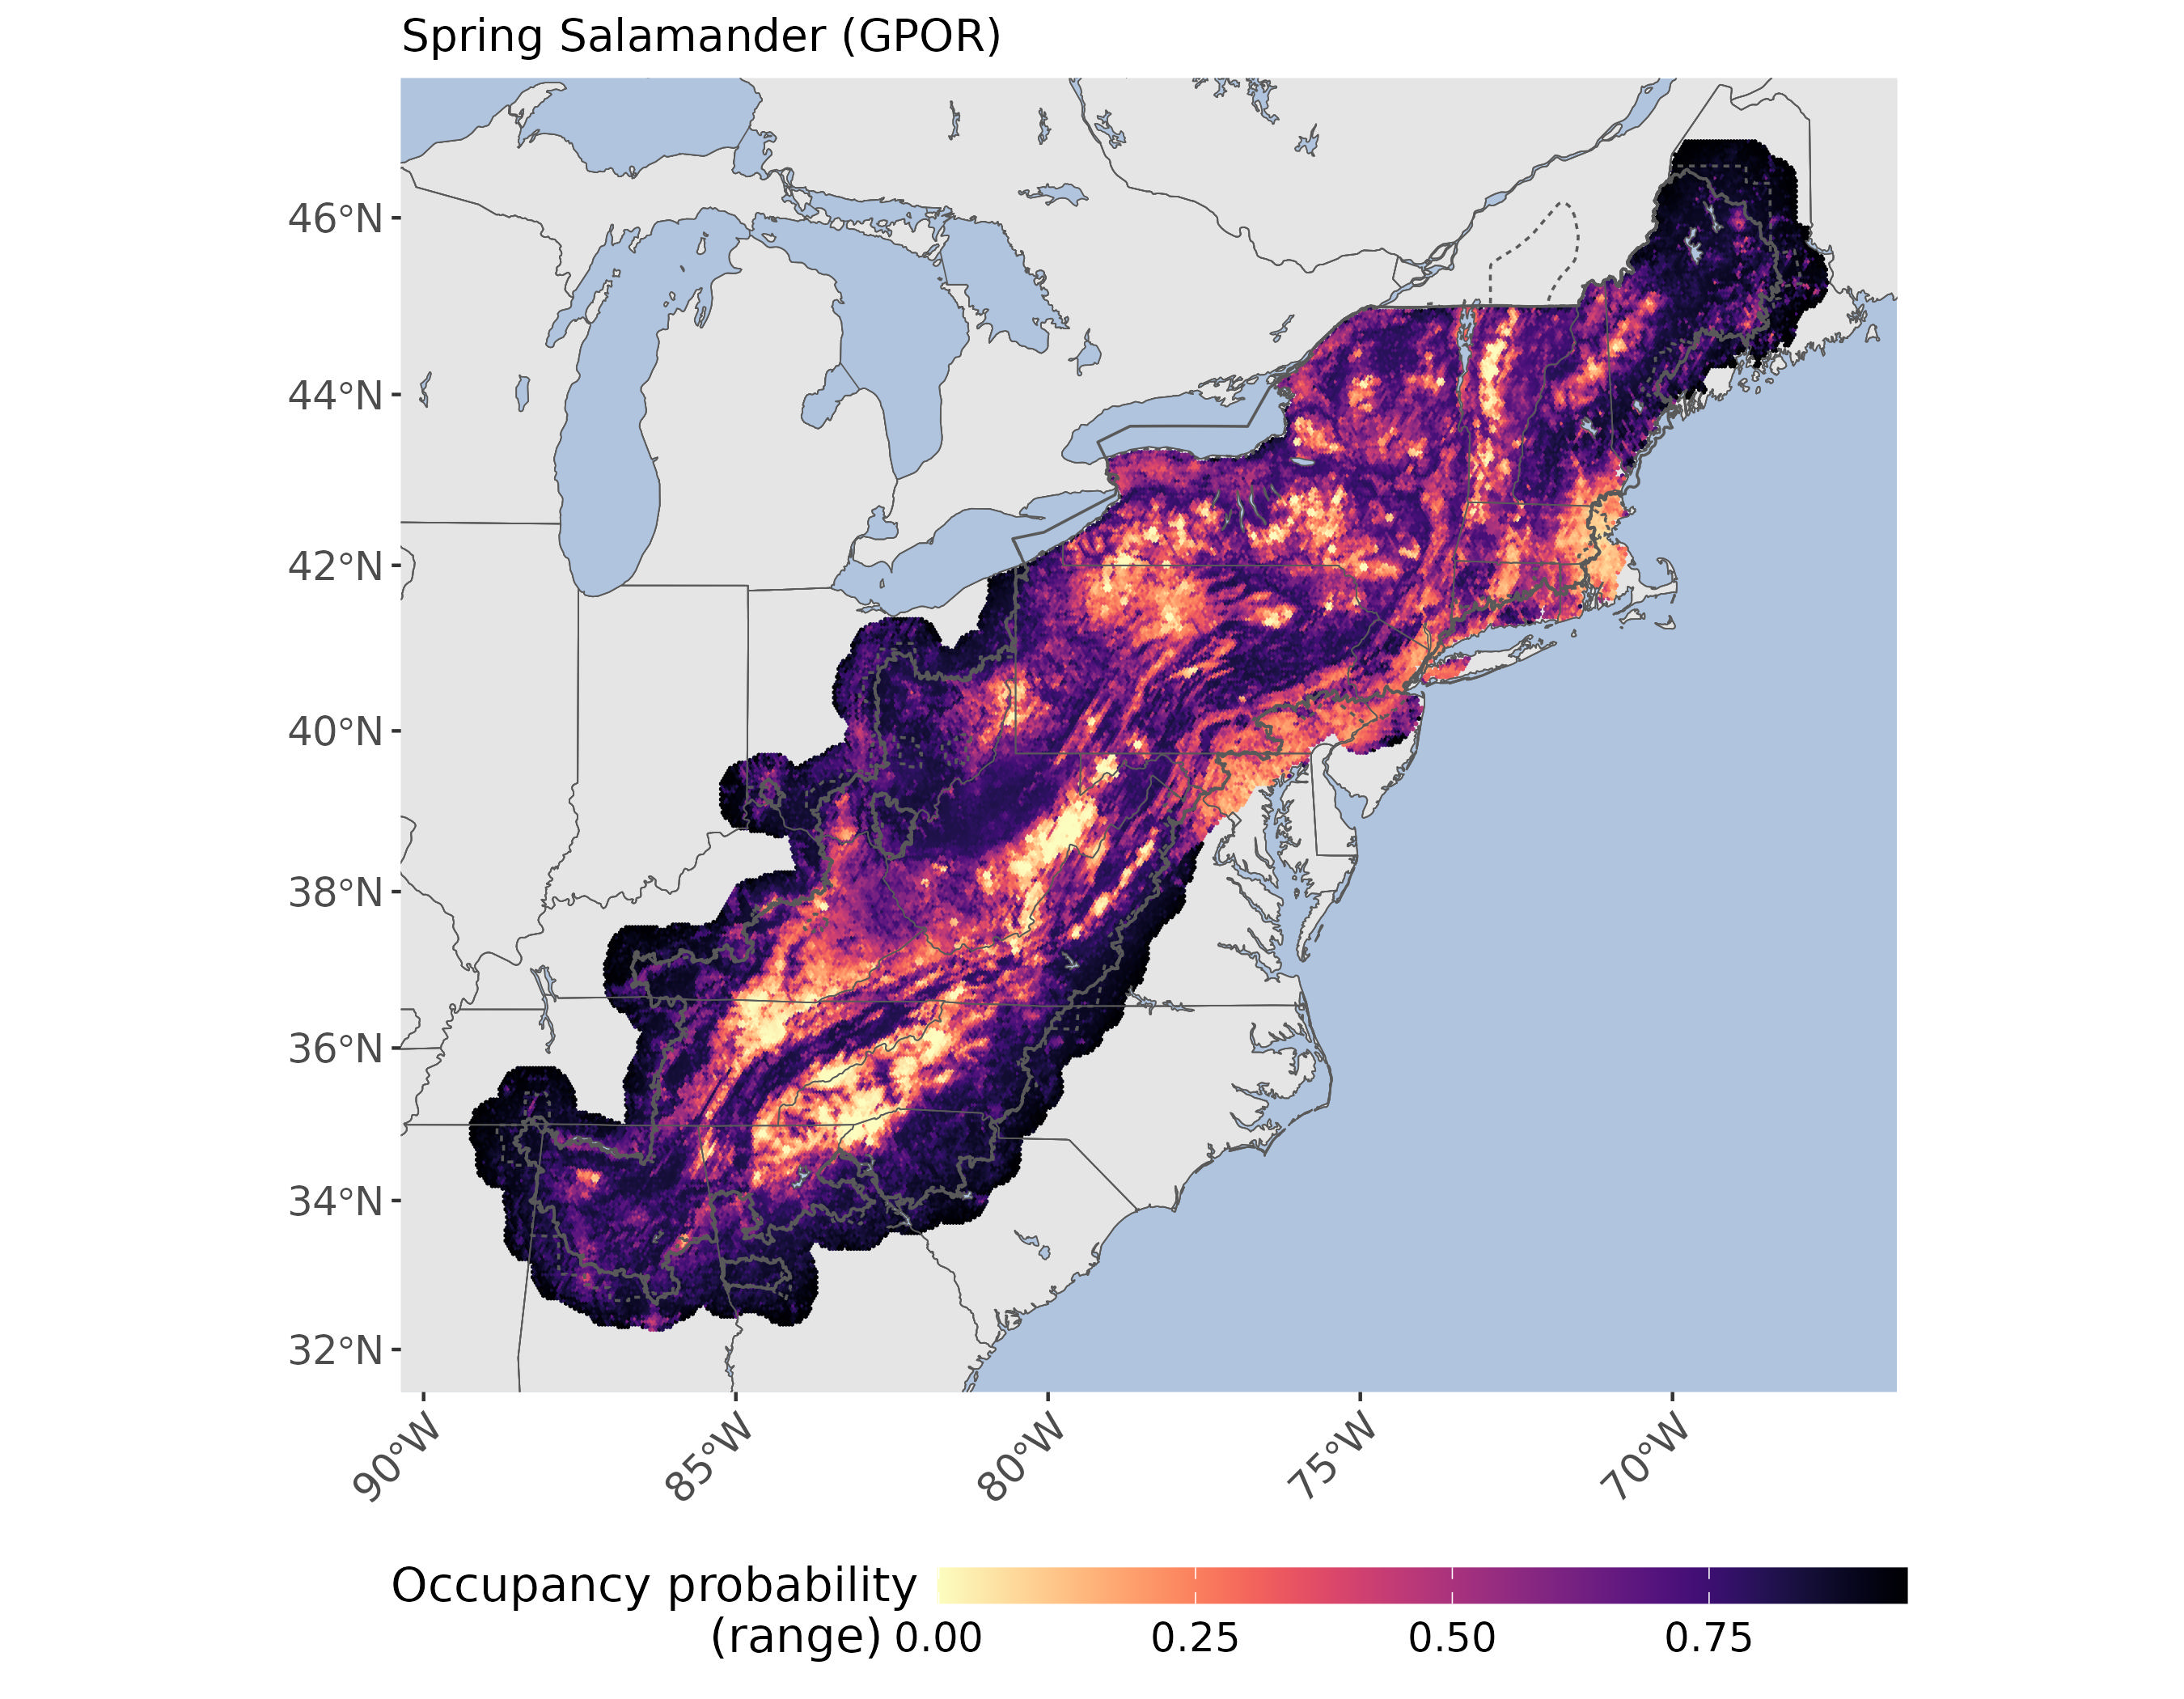 Spring Salamander (GPOR)
46°N
44°N
42°N
40°N
38°N
36°N
34°N
32°N
90°W 85°W 80°W 75°W 70°W
Occupancy probability
(range) 0.00 0.25 0.50 0.75